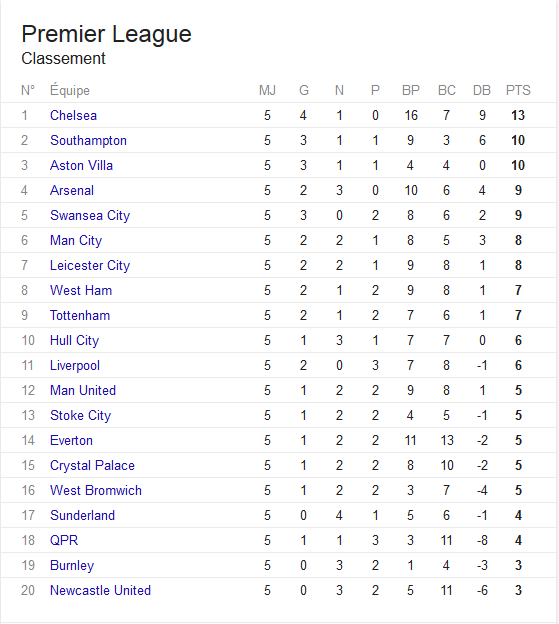 Premier League
Classement
N° Équipe MJ G N P BP BC DB PTS
1 Chelsea 5 4 1 0 16 7 9 13
2 Southampton 5 3 1 1 9 3 6 10
3 Aston Villa 5 3 1 1 4 4 0 10
4 Arsenal 5 2 3 0 10 6 4 9
5 Swansea City 5 3 0 2 8 6 2 9
6 Man City 5 2 2 1 8 5 3 8
7 Leicester City 5 2 2 1 9 8 1 8
8 West Ham 5 2 1 2 9 8 1 7
9 Tottenham 5 2 1 2 7 6 1 7
10 Hull City 5 1 3 1 7 7 0 6
11 Liverpool 5 2 0 3 7 8 -1 6
12 Man United 5 1 2 2 9 8 1 5
13 Stoke City 5 1 2 2 4 5 -1 5
14 Everton 5 1 2 2 11 13 -2 5
15 Crystal Palace 5 1 2 2 8 10 -2 5
16 West Bromwich 5 1 2 2 3 7 -4 5
17 Sunderland 5 0 4 1 5 6 -1 4
18 QPR 5 1 1 3 3 11 -8 4
19 Burnley 5 0 3 2 1 4 -3 3
20 Newcastle United 5 0 3 2 5 11 -6 3